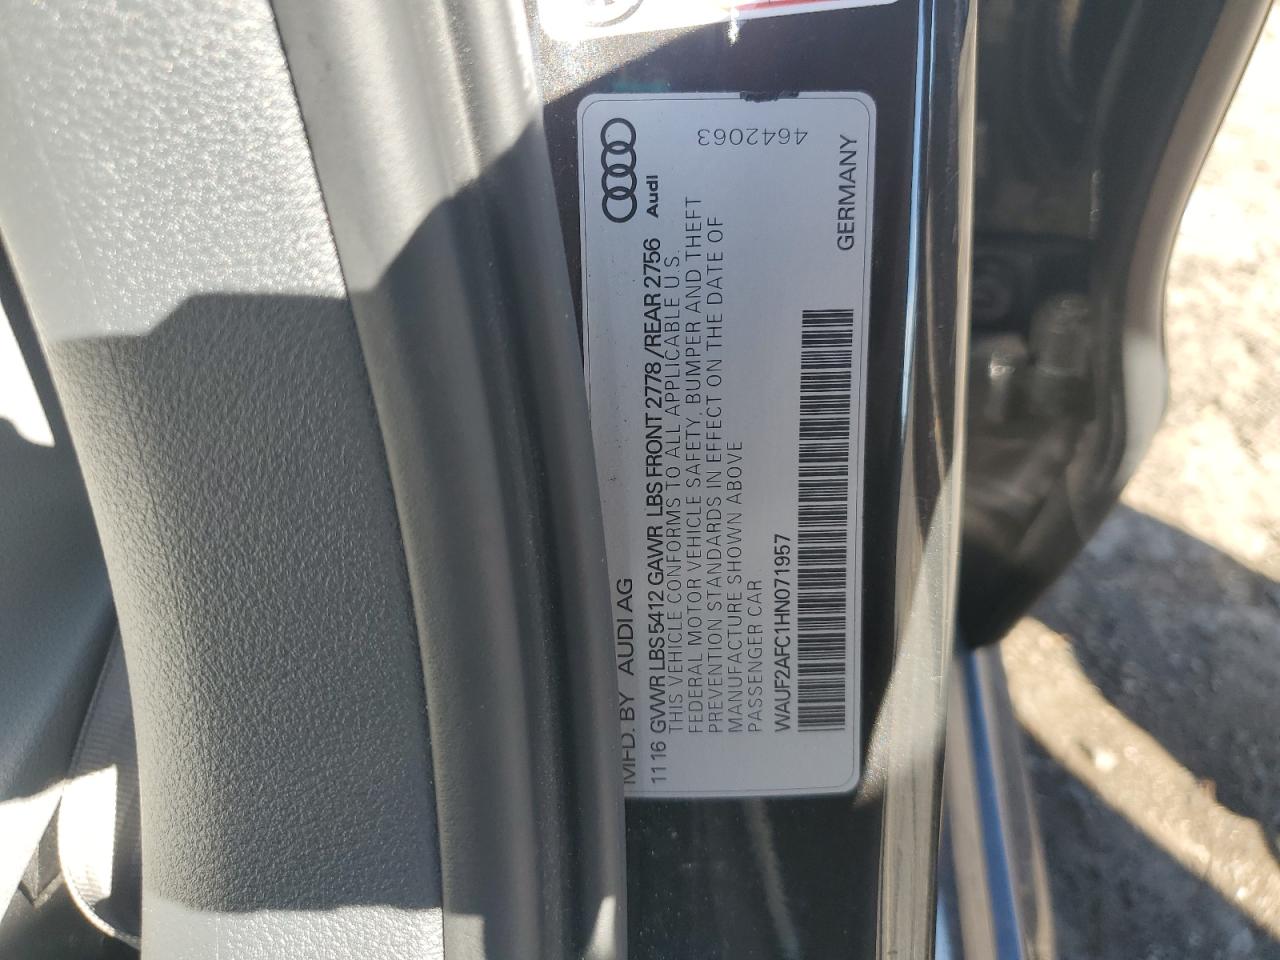 MFD. BY AUDI AG
11 16 GVWR LBS 5412 GAWR LBS FRONT 2778 /REAR 2756
THIS VEHICLE CONFORMS TO ALL APPLICABLE U.S.
FEDERAL MOTOR VEHICLE SAFETY, BUMPER AND THEFT
PREVENTION STANDARDS IN EFFECT ON THE DATE OF
MANUFACTURE SHOWN ABOVE
PASSENGER CAR
WAUF2AFC1HN071957
Audi
4642063
GERMANY